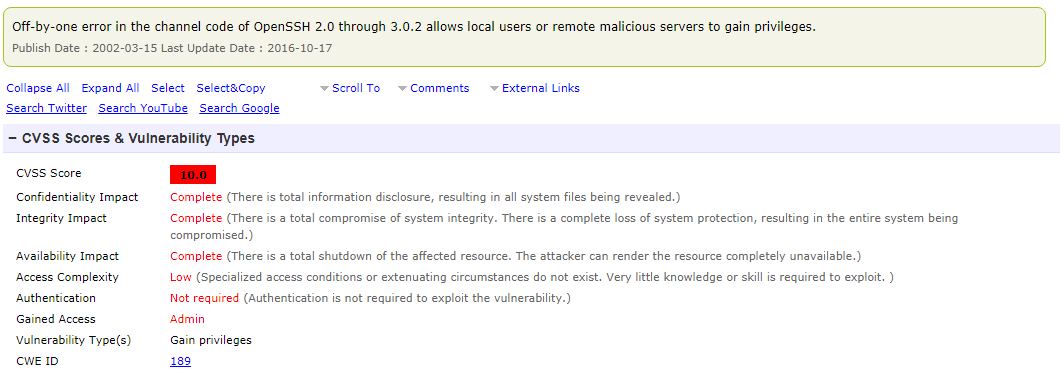 Off-by-one error in the channel code of OpenSSH 2.0 through 3.0.2 allows local users or remote malicious servers to gain privileges.
Publish Date : 2002-03-15 Last Update Date : 2016-10-17
Collapse All Expand All Select Select&Copy Scroll To Comments External Links
Search Twitter Search YouTube Search Google
− CVSS Scores & Vulnerability Types
CVSS Score 10.0
Confidentiality Impact Complete (There is total information disclosure, resulting in all system files being revealed.)
Integrity Impact Complete (There is a total compromise of system integrity. There is a complete loss of system protection, resulting in the entire system being
compromised.)
Availability Impact Complete (There is a total shutdown of the affected resource. The attacker can render the resource completely unavailable.)
Access Complexity Low (Specialized access conditions or extenuating circumstances do not exist. Very little knowledge or skill is required to exploit. )
Authentication Not required (Authentication is not required to exploit the vulnerability.)
Gained Access Admin
Vulnerability Type(s) Gain privileges
CWE ID 189